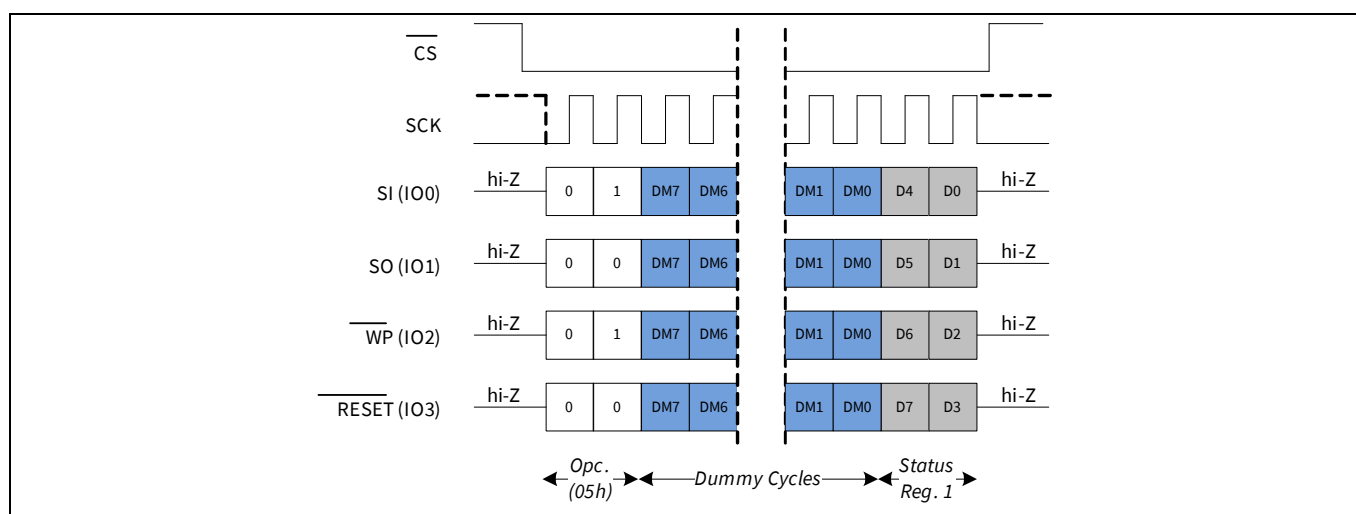 CS
SCK
SI (IO0) hi-Z 0 1 DM7 DM6 DM1 DM0 D4 D0 hi-Z
SO (IO1) hi-Z 0 0 DM7 DM6 DM1 DM0 D5 D1 hi-Z
WP (IO2) hi-Z 0 1 DM7 DM6 DM1 DM0 D6 D2 hi-Z
RESET (IO3) hi-Z 0 0 DM7 DM6 DM1 DM0 D7 D3 hi-Z
Opc. (05h)
Dummy Cycles
Status Reg. 1